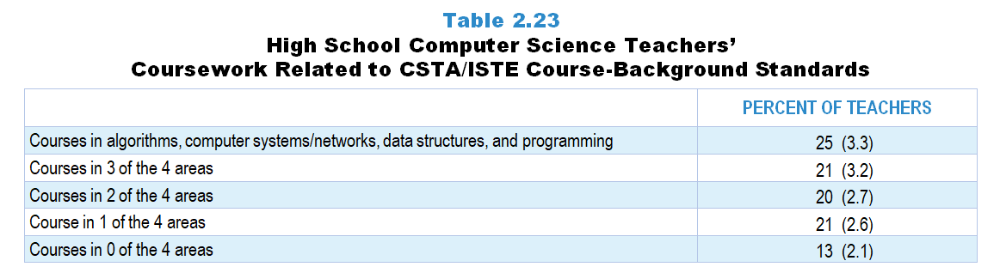 Table 2.23
High School Computer Science Teachers’
Coursework Related to CSTA/ISTE Course-Background Standards
PERCENT OF TEACHERS
Courses in algorithms, computer systems/networks, data structures, and programming 25 (3.3)
Courses in 3 of the 4 areas 21 (3.2)
Courses in 2 of the 4 areas 20 (2.7)
Course in 1 of the 4 areas 21 (2.6)
Courses in 0 of the 4 areas 13 (2.1)